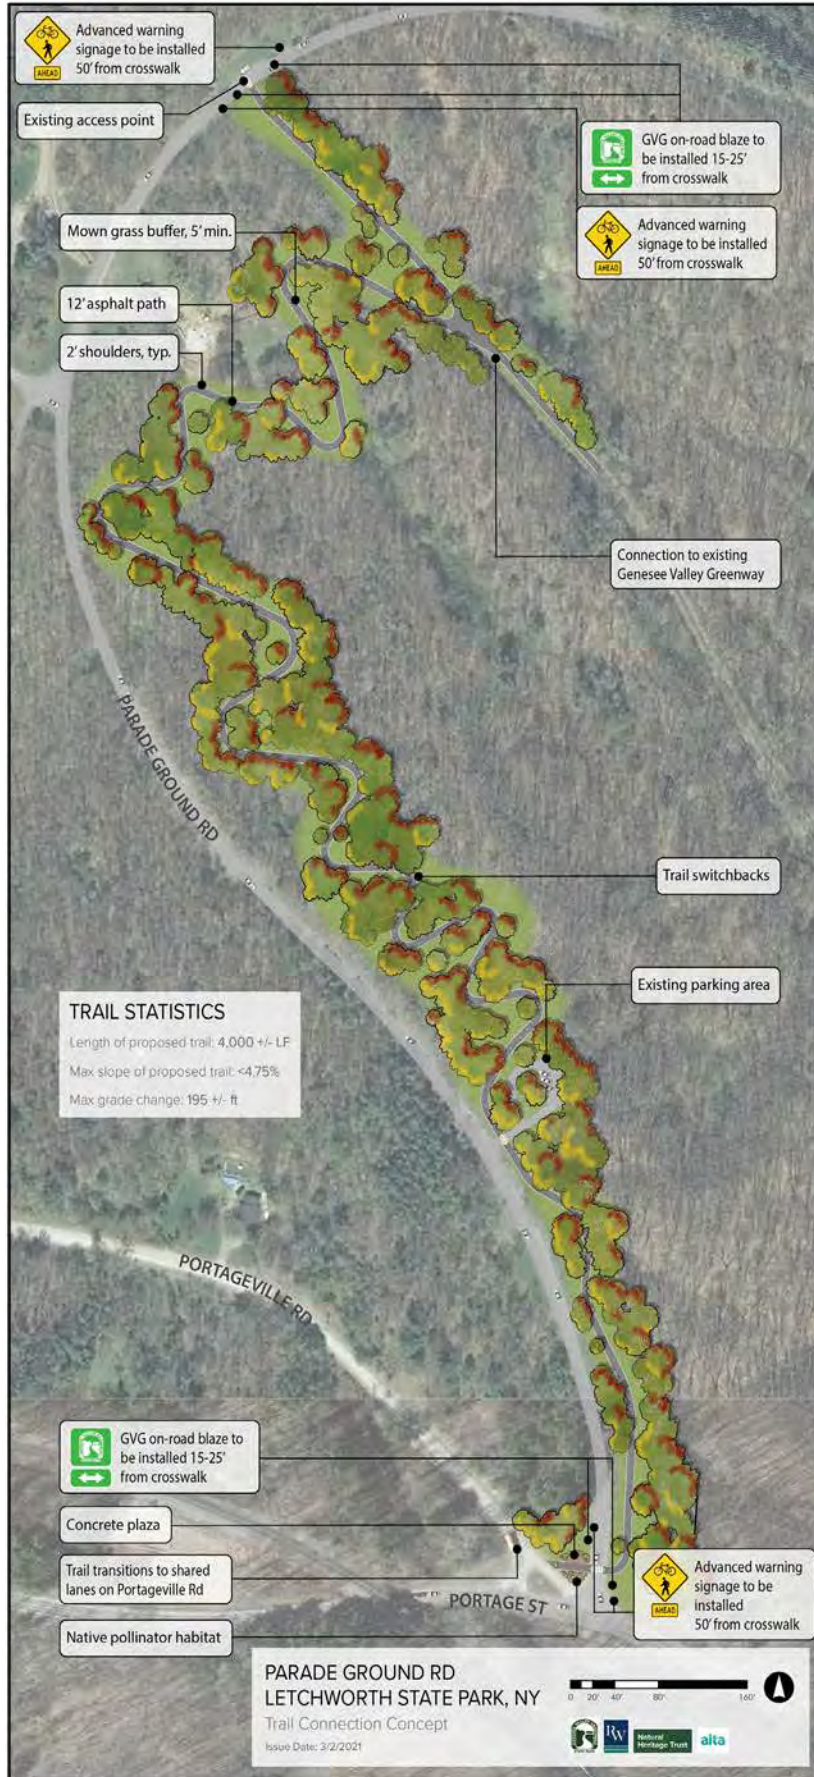 Advanced warning
signage to be installed
50' from crosswalk
AHEAD
Existing access point
GVG on-road blaze to
be installed 15-25'
from crosswalk
Advanced warning
signage to be installed
50' from crosswalk
AHEAD
Mown grass buffer, 5' min.
12' asphalt path
2' shoulders, typ.
Connection to existing
Genesee Valley Greenway
PARADE GROUND RD
Trail switchbacks
Existing parking area
TRAIL STATISTICS
Length of proposed trail: 4,000 +/- LF
Max slope of proposed trail: <4.75%
Max grade change: 195 +/- ft
PORTAGEVILLE RD
GVG on-road blaze to
be installed 15-25'
from crosswalk
Concrete plaza
Trail transitions to shared
lanes on Portageville Rd
Native pollinator habitat
PORTAGE ST
Advanced warning
signage to be
installed
50' from crosswalk
AHEAD
PARADE GROUND RD
LETCHWORTH STATE PARK, NY
Trail Connection Concept
Issue Date: 3/2/2021
0 20' 40' 80' 160'
RW
Natural
Heritage Trust
alta